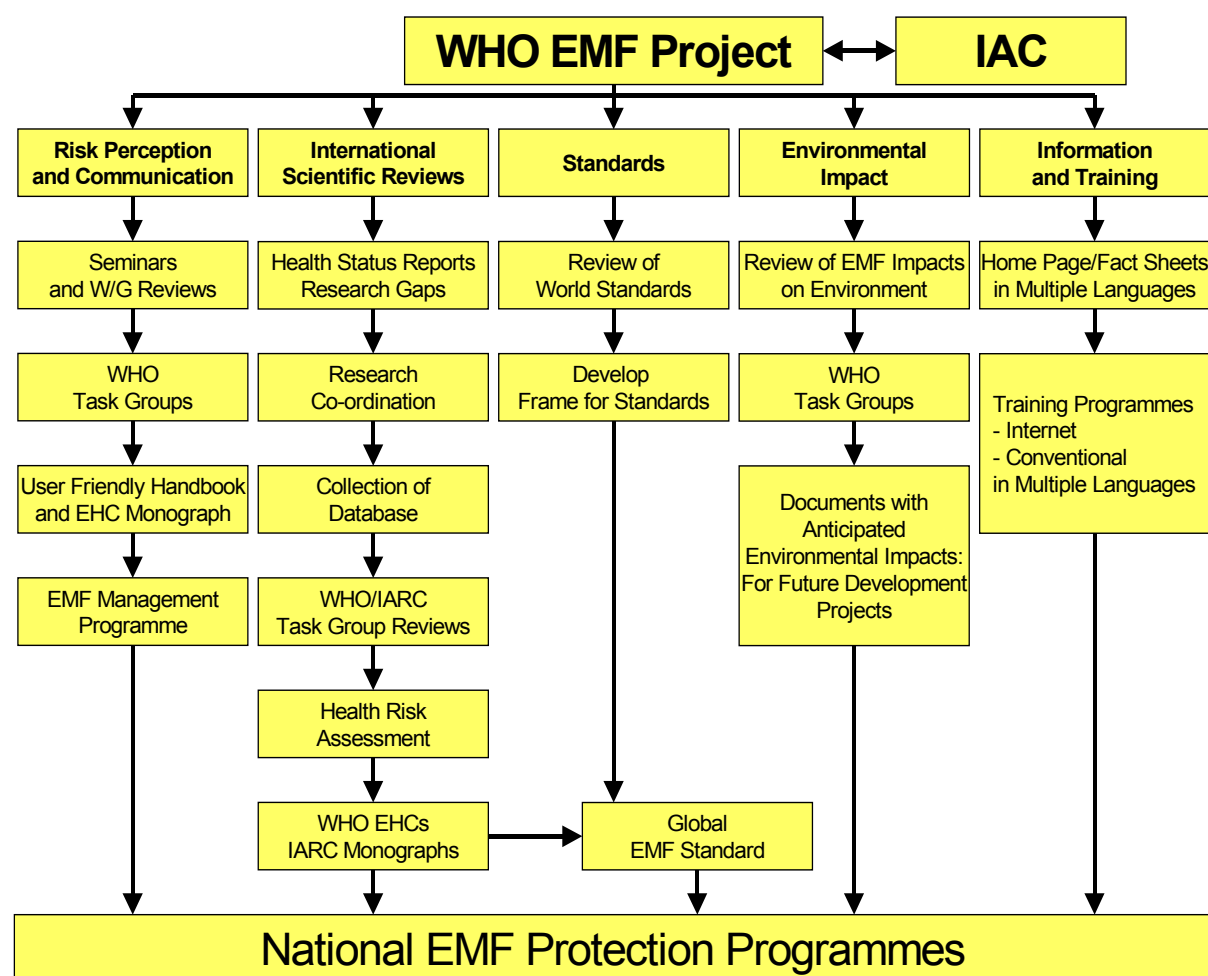 WHO EMF Project
IAC
Risk Perception
and Communication
International
Scientific Reviews
Standards
Environmental
Impact
Information
and Training
Seminars
and W/G Reviews
Health Status Reports
Research Gaps
Review of
World Standards
Review of EMF Impacts
on Environment
Home Page/Fact Sheets
in Multiple Languages
WHO
Task Groups
Research
Co-ordination
Develop
Frame for Standards
WHO
Task Groups
Training Programmes
- Internet
- Conventional
in Multiple Languages
User Friendly Handbook
and EHC Monograph
Collection of
Database
Documents with
Anticipated
Environmental Impacts:
For Future Development
Projects
EMF Management
Programme
WHO/IARC
Task Group Reviews
Health Risk
Assessment
WHO EHCs
IARC Monographs
Global
EMF Standard
National EMF Protection Programmes